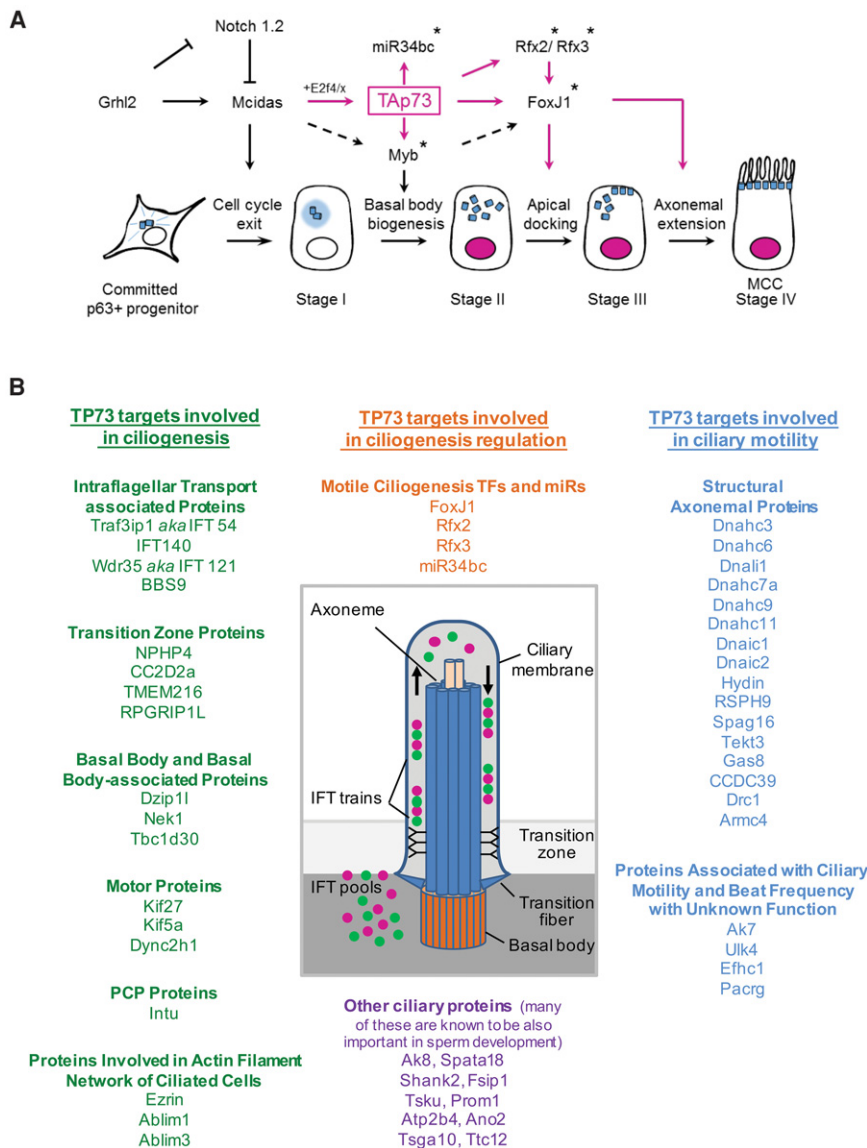 A
Notch 1.2
miR34bc*
Rfx2*/ Rfx3*
Grhl2
Mcidas
+E2f4/x
TAp73
FoxJ1*
Myb*
Cell cycle
exit
Basal body
biogenesis
Apical
docking
Axonemal
extension
Committed
p63+ progenitor
Stage I
Stage II
Stage III
MCC
Stage IV
B
TP73 targets involved
in ciliogenesis
Intraflagellar Transport
associated Proteins
Traf3ip1 aka IFT 54
IFT140
Wdr35 aka IFT 121
BBS9
Transition Zone Proteins
NPHP4
CC2D2a
TMEM216
RPGRIP1L
Basal Body and Basal
Body-associated Proteins
Dzip1l
Nek1
Tbc1d30
Motor Proteins
Kif27
Kif5a
Dync2h1
PCP Proteins
Intu
Proteins Involved in Actin Filament
Network of Ciliated Cells
Ezrin
Ablim1
Ablim3
TP73 targets involved
in ciliogenesis regulation
Motile Ciliogenesis TFs and miRs
FoxJ1
Rfx2
Rfx3
miR34bc
Axoneme
Ciliary
membrane
IFT trains
Transition
zone
IFT pools
Transition
fiber
Basal body
Other ciliary proteins (many
of these are known to be also
important in sperm development)
Ak8, Spata18
Shank2, Fsip1
Tsku, Prom1
Atp2b4, Ano2
Tsga10, Ttc12
TP73 targets involved
in ciliary motility
Structural
Axonemal Proteins
Dnahc3
Dnahc6
Dnali1
Dnahc7a
Dnahc9
Dnahc11
Dnaic1
Dnaic2
Hydin
RSPH9
Spag16
Tekt3
Gas8
CCDC39
Drc1
Armc4
Proteins Associated with Ciliary
Motility and Beat Frequency
with Unknown Function
Ak7
Ulk4
Efhc1
Pacrg